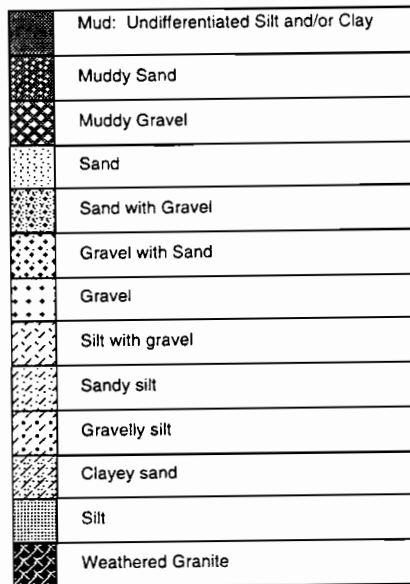 Mud: Undifferentiated Silt and/or Clay
Muddy Sand
Muddy Gravel
Sand
Sand with Gravel
Gravel with Sand
Gravel
Silt with gravel
Sandy silt
Gravelly silt
Clayey sand
Silt
Weathered Granite